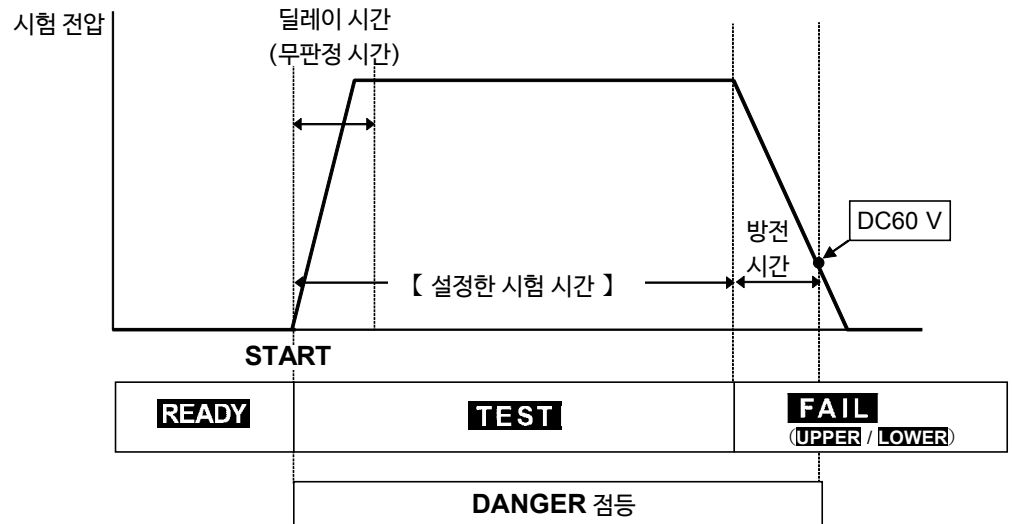 시험 전압
딜레이 시간
(무판정 시간)
DC60 V
방전
시간
【 설정한 시험 시간 】
START
READY
TEST
FAIL
(UPPER / LOWER)
DANGER 점등